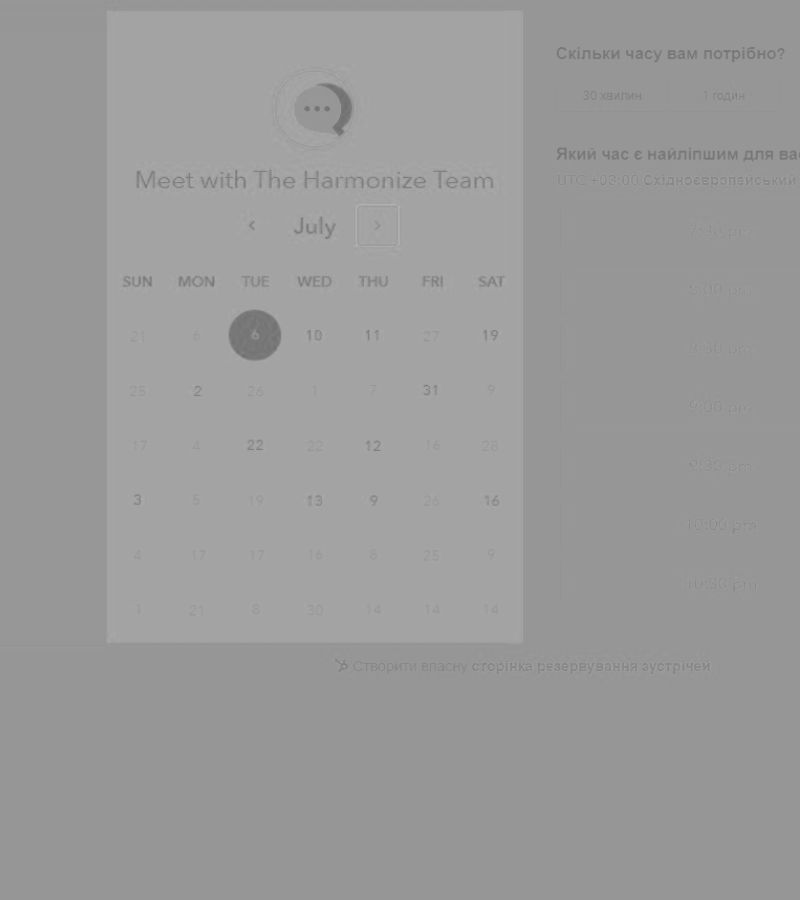 Meet with The Harmonize Team
July
SUN MON TUE WED THU FRI SAT
21 6 6 10 11 27 19
25 2 26 1 7 31 9
17 4 22 22 12 16 28
3 5 19 13 9 26 16
4 17 17 16 8 25 9
1 21 8 30 14 14 14
Скільки часу вам потрібно?
30 хвилин 1 годин
Який час є найліпшим для вас
UTC +03:00 Східноєвропейський
7:30 pm
8:00 pm
8:30 pm
9:00 pm
9:30 pm
10:00 pm
10:30 pm
Створити власну сторінка резервування зустрічей